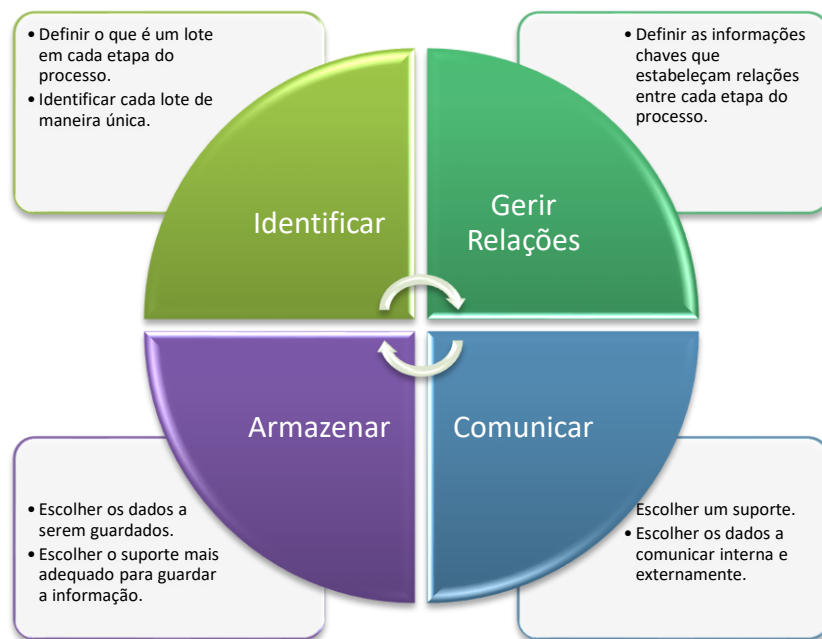 • Definir o que é um lote
em cada etapa do
processo.
• Identificar cada lote de
maneira única.
• Definir as informações
chaves que
estabeleçam relações
entre cada etapa do
processo.
Identificar
Gerir
Relações
Armazenar
Comunicar
• Escolher os dados a
serem guardados.
• Escolher o suporte mais
adequado para guardar
a informação.
Escolher um suporte.
• Escolher os dados a
comunicar interna e
externamente.